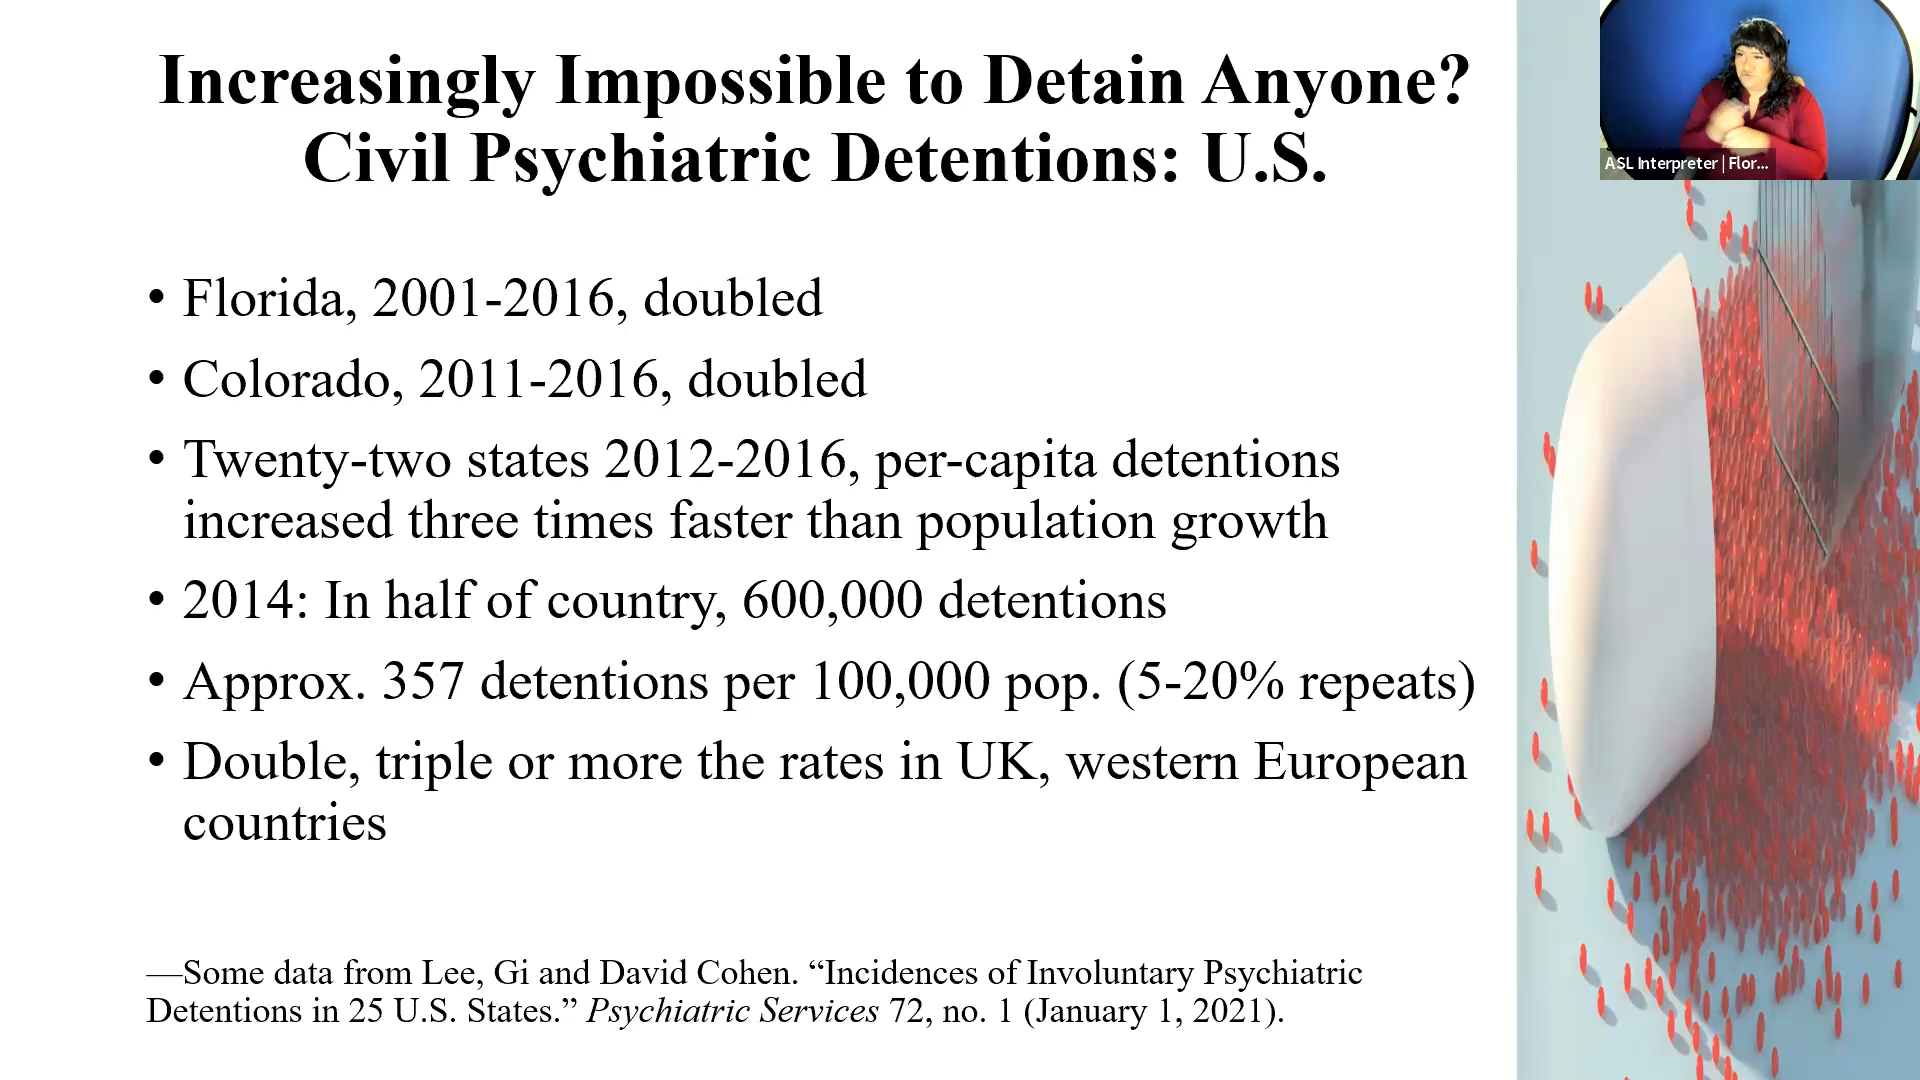 Increasingly Impossible to Detain Anyone?
Civil Psychiatric Detentions: U.S.
ASL Interpreter | Flor...
• Florida, 2001-2016, doubled
• Colorado, 2011-2016, doubled
• Twenty-two states 2012-2016, per-capita detentions
increased three times faster than population growth
• 2014: In half of country, 600,000 detentions
• Approx. 357 detentions per 100,000 pop. (5-20% repeats)
• Double, triple or more the rates in UK, western European
countries
—Some data from Lee, Gi and David Cohen. “Incidences of Involuntary Psychiatric
Detentions in 25 U.S. States.” Psychiatric Services 72, no. 1 (January 1, 2021).